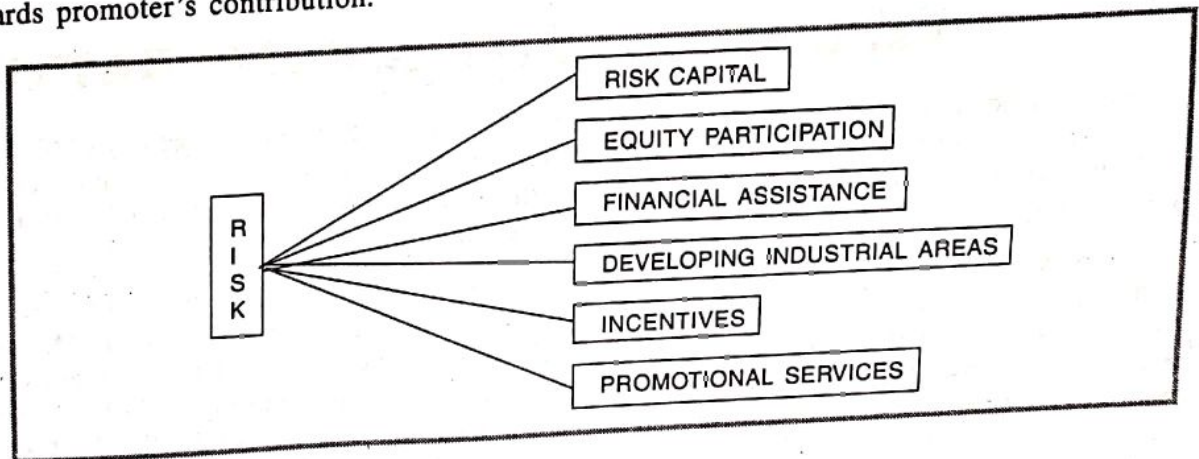 ards promoter's contribution.
RISK CAPITAL
EQUITY PARTICIPATION
FINANCIAL ASSISTANCE
R
I
S
K
DEVELOPING INDUSTRIAL AREAS
INCENTIVES
PROMOTIONAL SERVICES